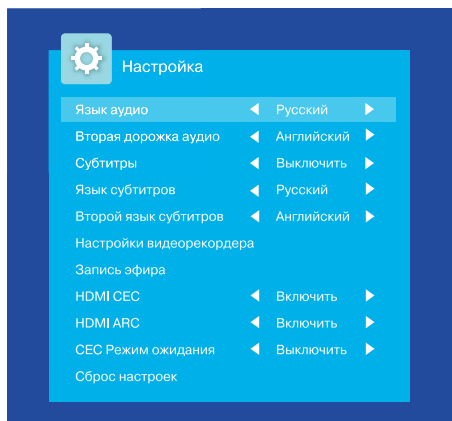 Настройка
Язык аудио Русский
Вторая дорожка аудио Английский
Субтитры Выключить
Язык субтитров Русский
Второй язык субтитров Английский
Настройки видеорекордера
Запись эфира
HDMI CEC Включить
HDMI ARC Включить
CEC Режим ожидания Выключить
Сброс настроек